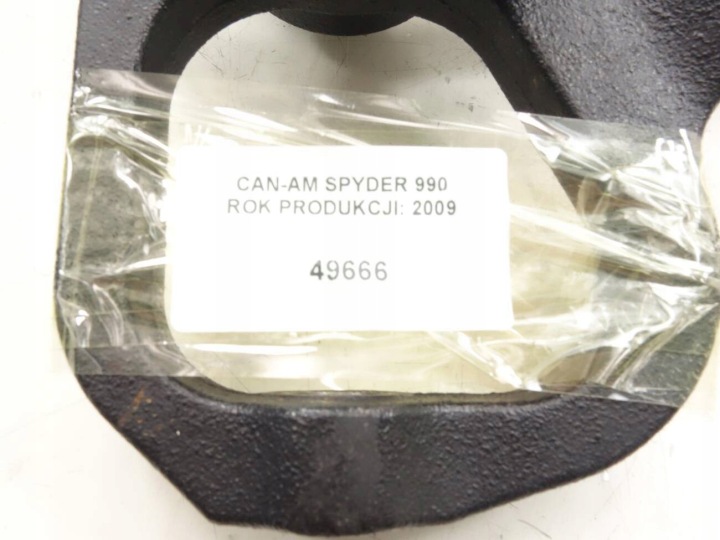 CAN-AM SPYDER 990
ROK PRODUKCJI: 2009
49666